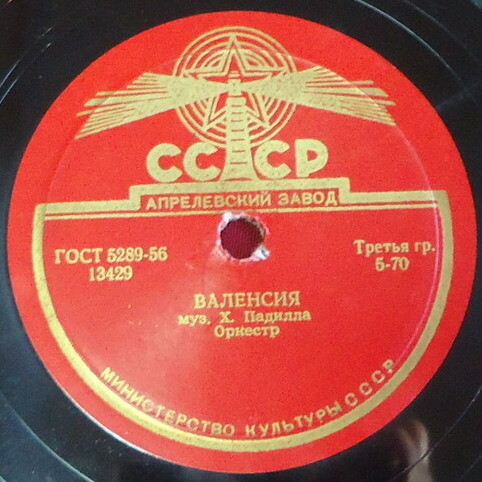 СССР
АПРЕЛЕВСКИЙ ЗАВОД
ГОСТ 5289-56
13429
Третья гр.
5-70
ВАЛЕНСИЯ
муз. Х. Падилла
Оркестр
МИНИСТЕРСТВО КУЛЬТУРЫ СССР